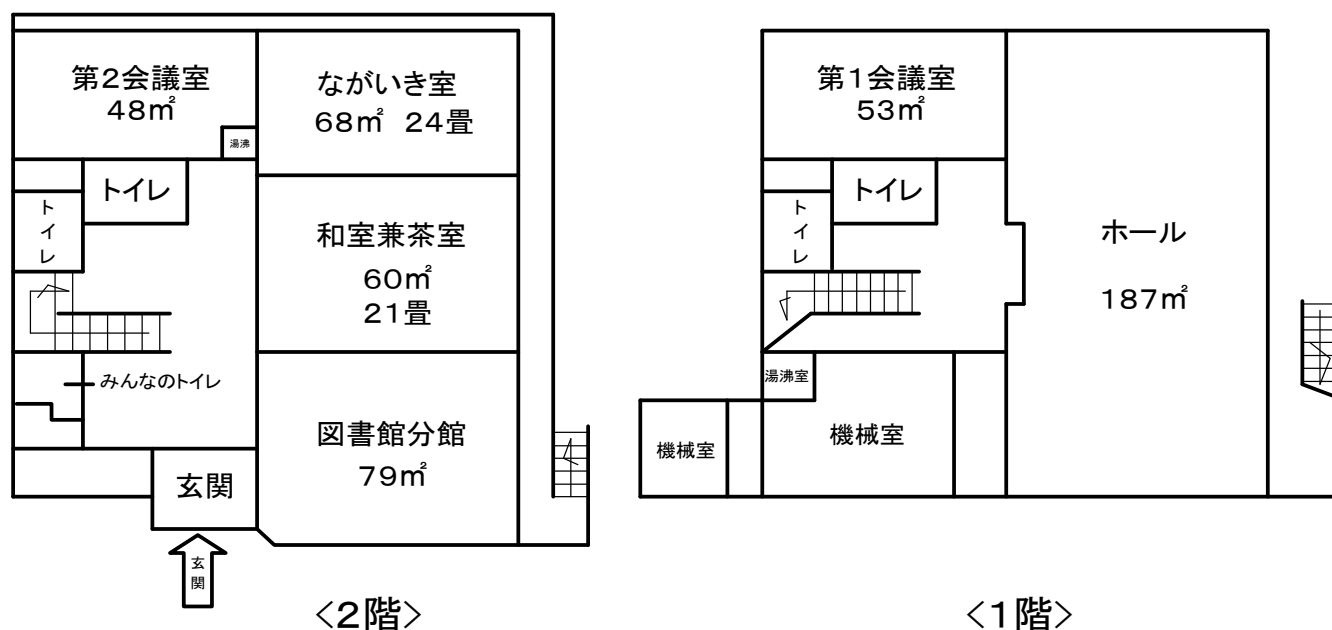 第2会議室
48㎡
湯沸
ながいき室
68㎡ 24畳
トイレ
トイレ
和室兼茶室
60㎡
21畳
みんなのトイレ
図書館分館
79㎡
玄関
玄関
<2階>
第1会議室
53㎡
トイレ
トイレ
ホール
187㎡
湯沸室
機械室
機械室
<1階>